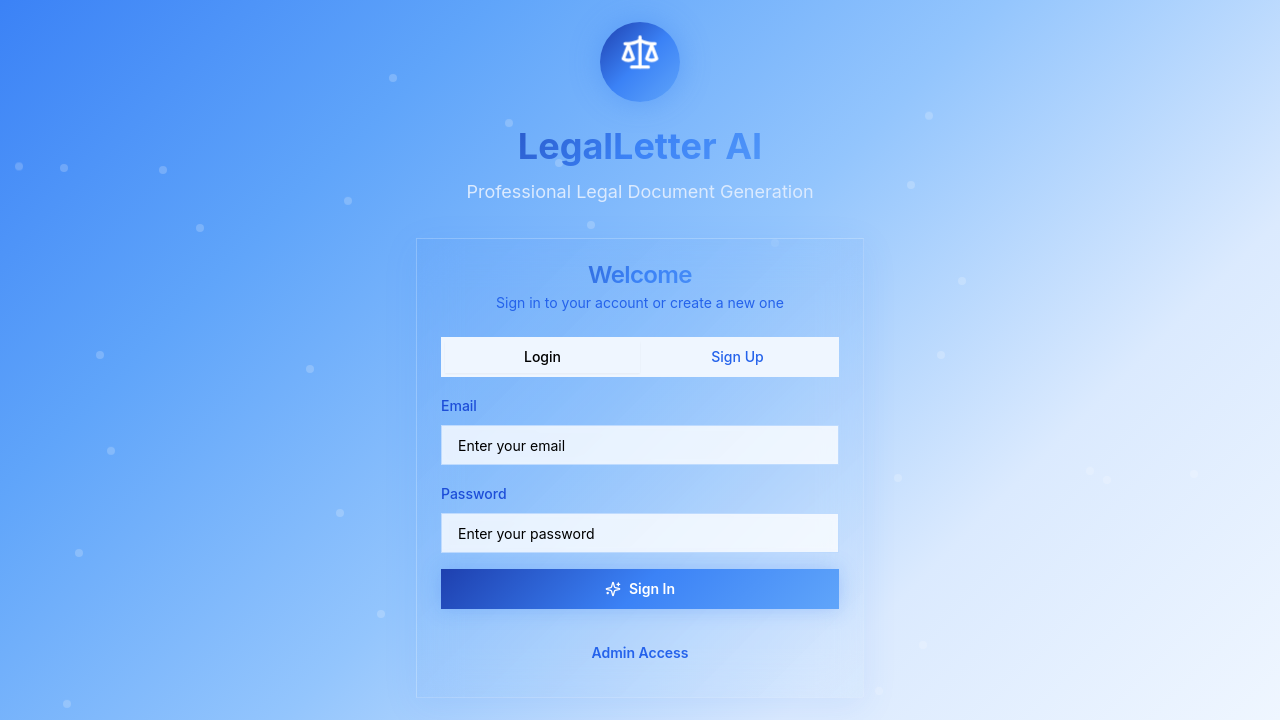 LegalLetter AI
Professional Legal Document Generation
Welcome
Sign in to your account or create a new one
Login
Sign Up
Email
Enter your email
Password
Enter your password
Sign In
Admin Access